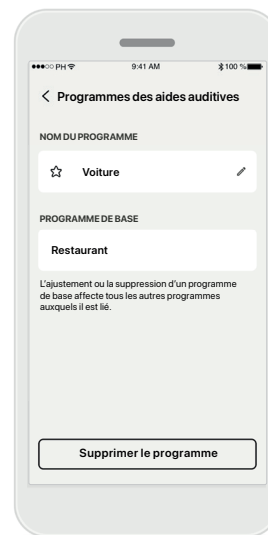 PH 9:41 AM 100 %
Programmes des aides auditives
NOM DU PROGRAMME
Voiture
PROGRAMME DE BASE
Restaurant
L'ajustement ou la suppression d'un programme
de base affecte tous les autres programmes
auxquels il est lié.
Supprimer le programme